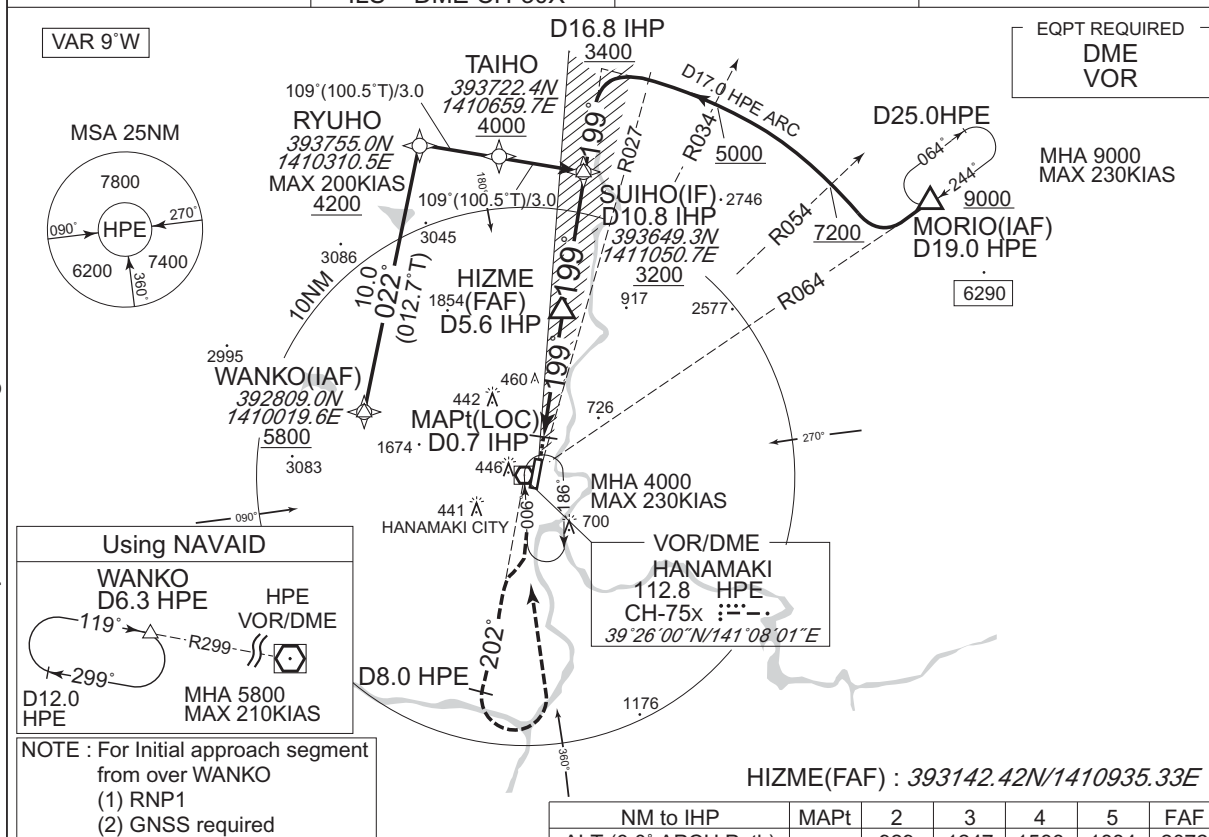 ILS - DME CH-36X
VAR 9°W
D16.8 IHP
3400
EQPT REQUIRED
DME
VOR
TAIHO
393722.4N
1410659.7E
4000
109°(100.5°T)/3.0
RYUHO
393755.0N
1410310.5E
MAX 200KIAS
4200
D17.0 HPE ARC
5000
199°
R027
R034
R054
R064
7200
D25.0HPE
064°
244°
9000
MORIO(IAF)
D19.0 HPE
MHA 9000
MAX 230KIAS
6290
MSA 25NM
7800
HPE
6200
7400
090°
270°
360°
109°(100.5°T)/3.0
180°
SUIHO(IF)
D10.8 IHP
393649.3N
1411050.7E
3200
2746
3045
3086
10NM
10.0
022°
(012.7°T)
HIZME
(FAF)
D5.6 IHP
1854
199°
917
2577
2995
WANKO(IAF)
392809.0N
1410019.6E
5800
3083
460
442
199°
726
MAPt(LOC)
D0.7 IHP
1674
446
270°
441
HANAMAKI CITY
006°
186°
MHA 4000
MAX 230KIAS
700
090°
VOR/DME
HANAMAKI
112.8 HPE
CH-75x
39°26′00″N/141°08′01″E
Using NAVAID
WANKO
D6.3 HPE
HPE
VOR/DME
119°
R299
299°
D12.0
HPE
MHA 5800
MAX 210KIAS
202°
D8.0 HPE
1176
360°
NOTE : For Initial approach segment
from over WANKO
(1) RNP1
(2) GNSS required
HIZME(FAF) : 393142.42N/1410935.33E
NM to IHP MAPt 2 3 4 5 FAF